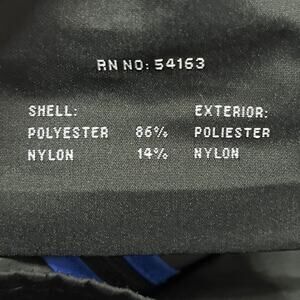 RN NO: 54163
SHELL: EXTERIOR:
POLYESTER 86% POLIESTER
NYLON 14% NYLON